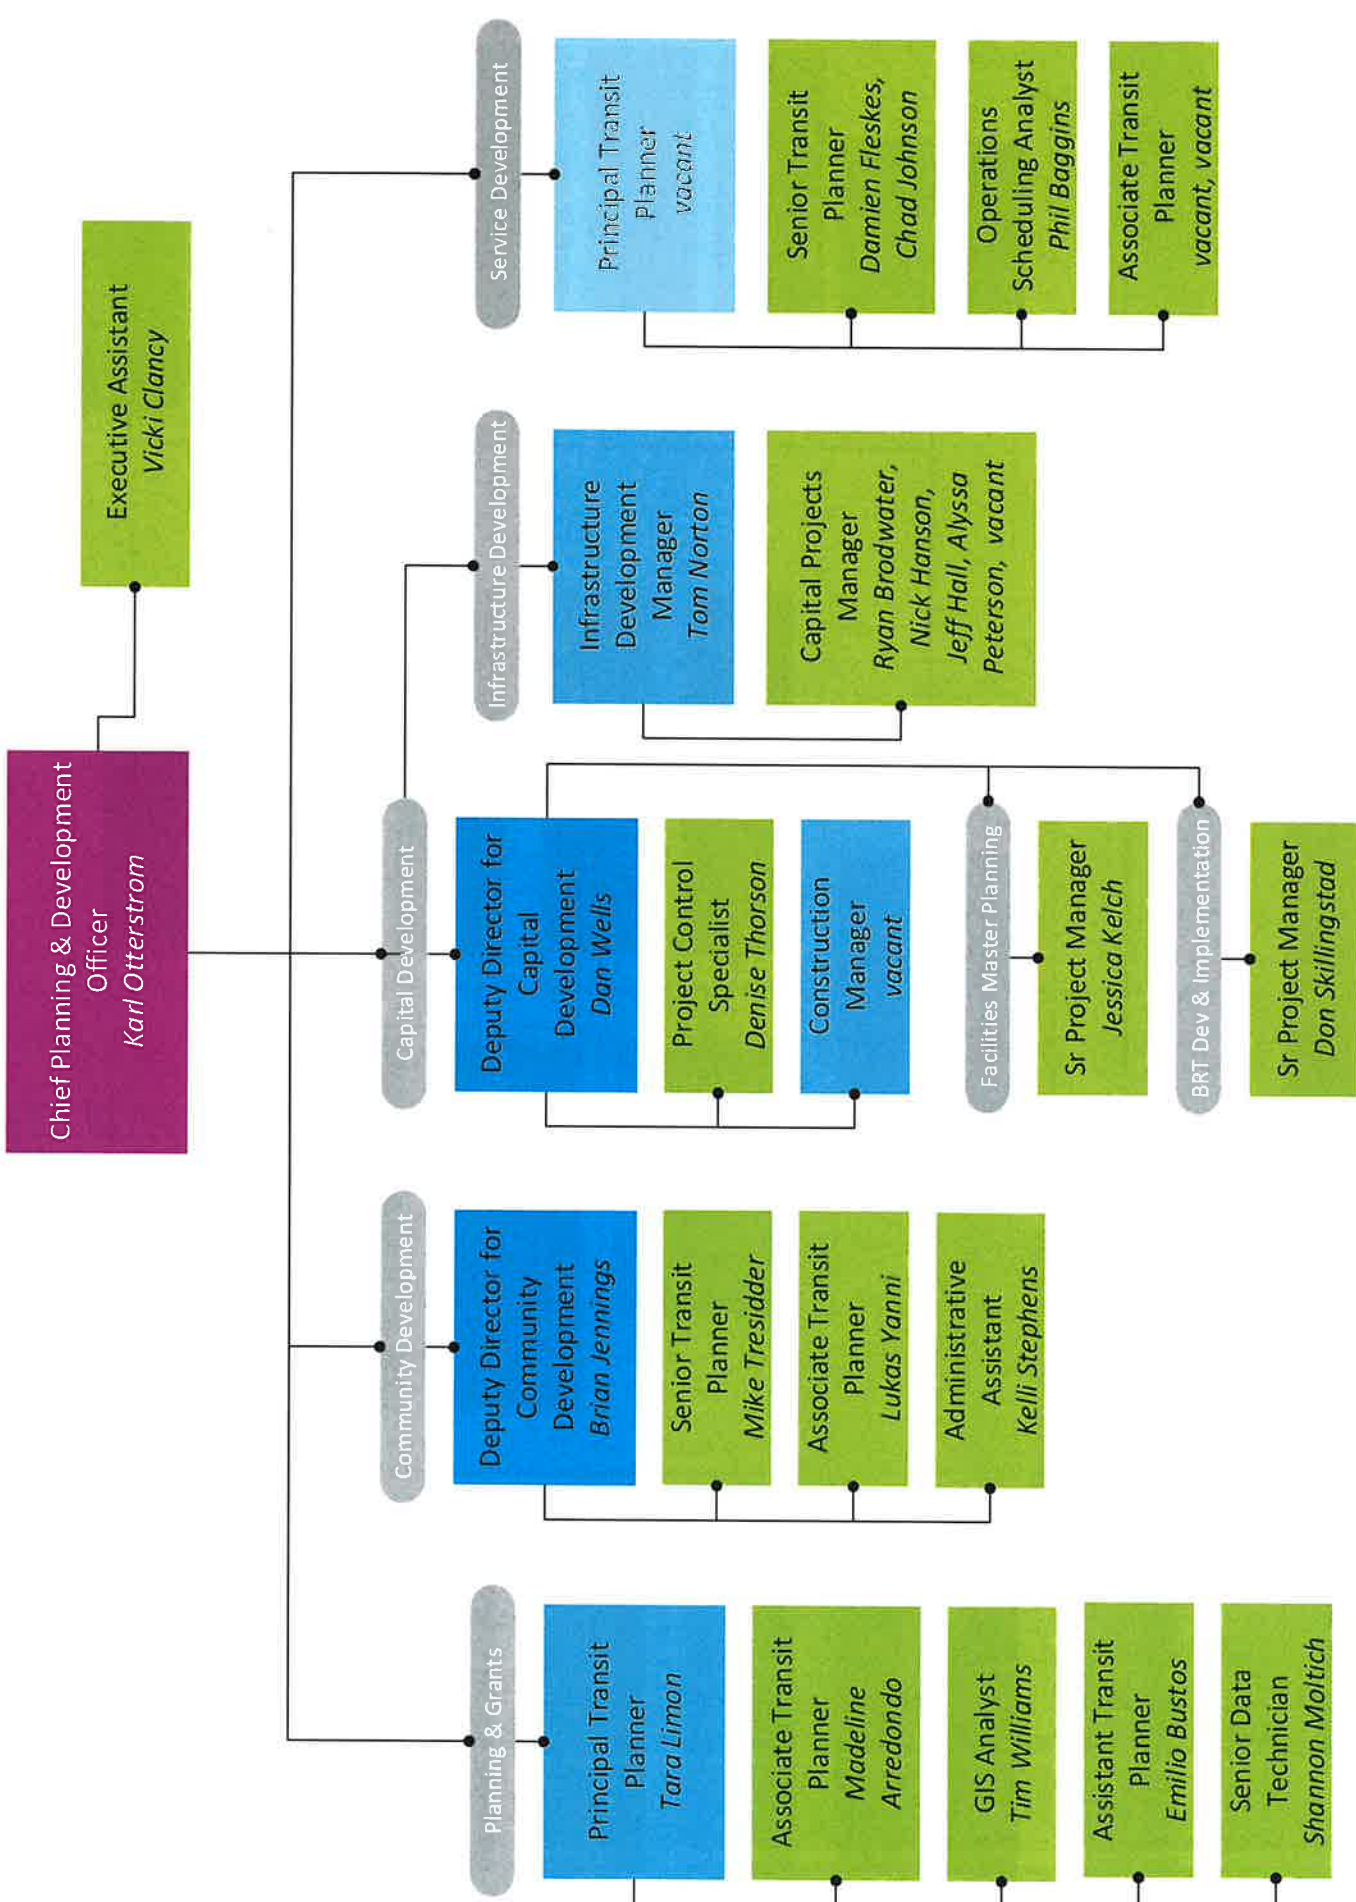 Chief Planning & Development
Officer
Karl Otterstrom
Executive Assistant
Vicki Clancy
Planning & Grants
Principal Transit
Planner
Tara Limon
Associate Transit
Planner
Madeline
Arredondo
GIS Analyst
Tim Williams
Assistant Transit
Planner
Emilio Bustos
Senior Data
Technician
Shannon Moltich
Community Development
Deputy Director for
Community
Development
Brian Jennings
Senior Transit
Planner
Mike Tresidder
Associate Transit
Planner
Lukas Yanni
Administrative
Assistant
Kelli Stephens
Capital Development
Deputy Director for
Capital
Development
Dan Wells
Project Control
Specialist
Denise Thorson
Construction
Manager
vacant
Facilities Master Planning
Sr Project Manager
Jessica Kelch
BRT Dev & Implementation
Sr Project Manager
Don Skillingstad
Infrastructure Development
Infrastructure
Development
Manager
Tom Norton
Capital Projects
Manager
Ryan Brodwater,
Nick Hanson,
Jeff Hall, Alyssa
Peterson, vacant
Service Development
Principal Transit
Planner
vacant
Senior Transit
Planner
Damien Fleskes,
Chad Johnson
Operations
Scheduling Analyst
Phil Baggins
Associate Transit
Planner
vacant, vacant